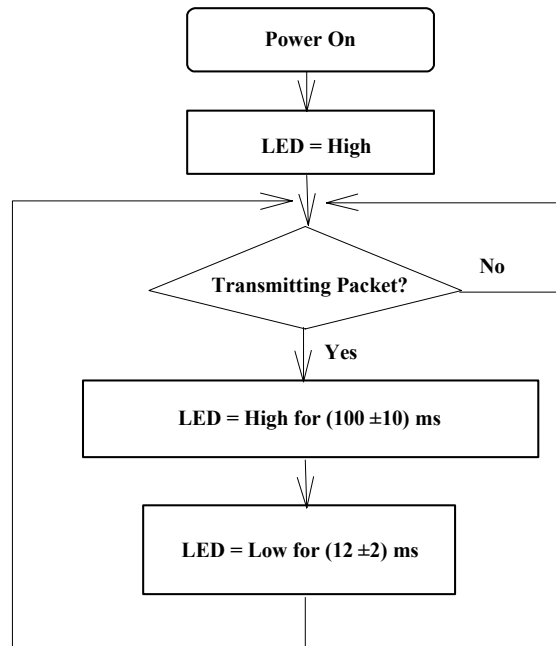 Power On
LED = High
Transmitting Packet?
No
Yes
LED = High for (100 ±10) ms
LED = Low for (12 ±2) ms